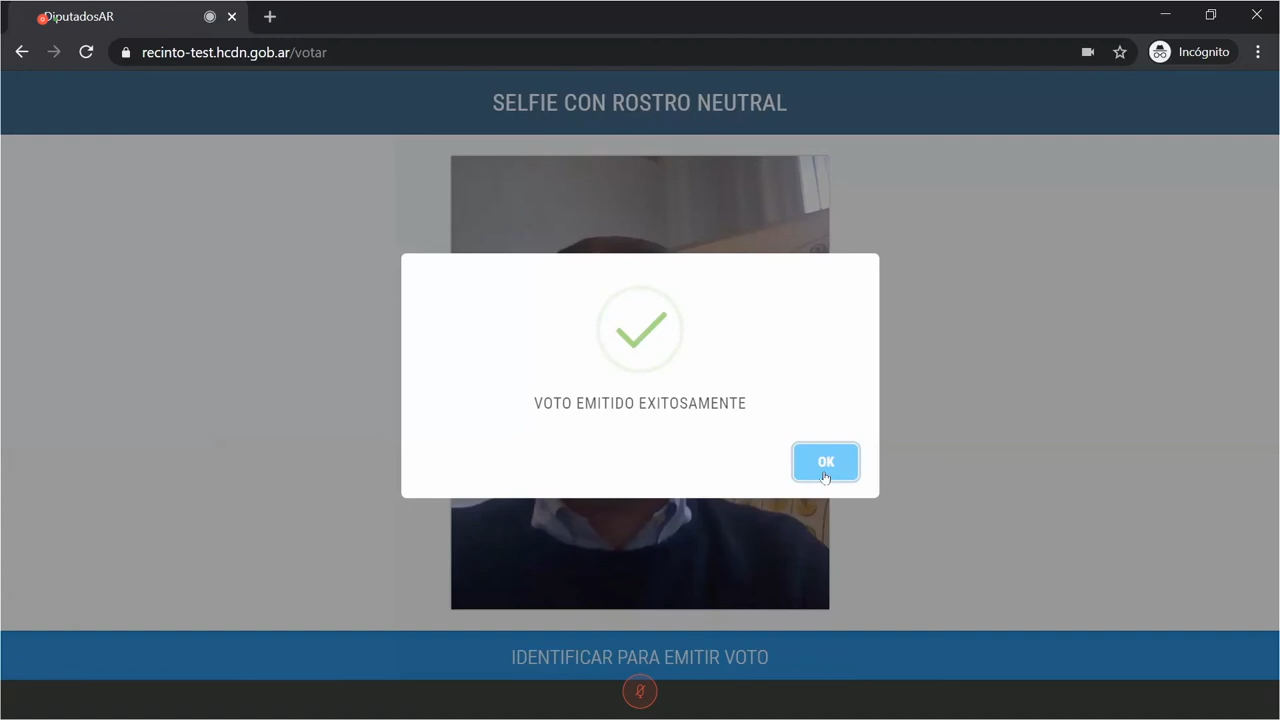 DiputadosAR
recinto-test.hcdn.gob.ar/votar
Incógnito
SELFIE CON ROSTRO NEUTRAL
VOTO EMITIDO EXITOSAMENTE
OK
IDENTIFICAR PARA EMITIR VOTO